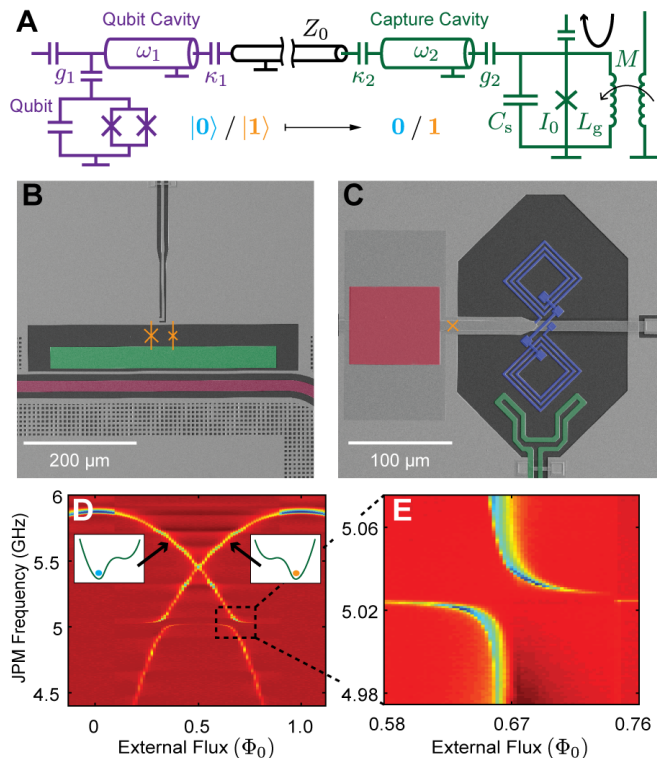 A
Qubit Cavity
Z₀
Capture Cavity
M
ω₁
ω₂
g₁
κ₁
κ₂
g₂
Qubit
|0⟩ / |1⟩ ⟼ 0 / 1
Cₛ
I₀
L_g
B
200 µm
C
100 µm
D
E
JPM Frequency (GHz)
6
5.5
5
4.5
0
0.5
1.0
External Flux (Φ₀)
5.06
5.02
4.98
0.58
0.67
0.76
External Flux (Φ₀)